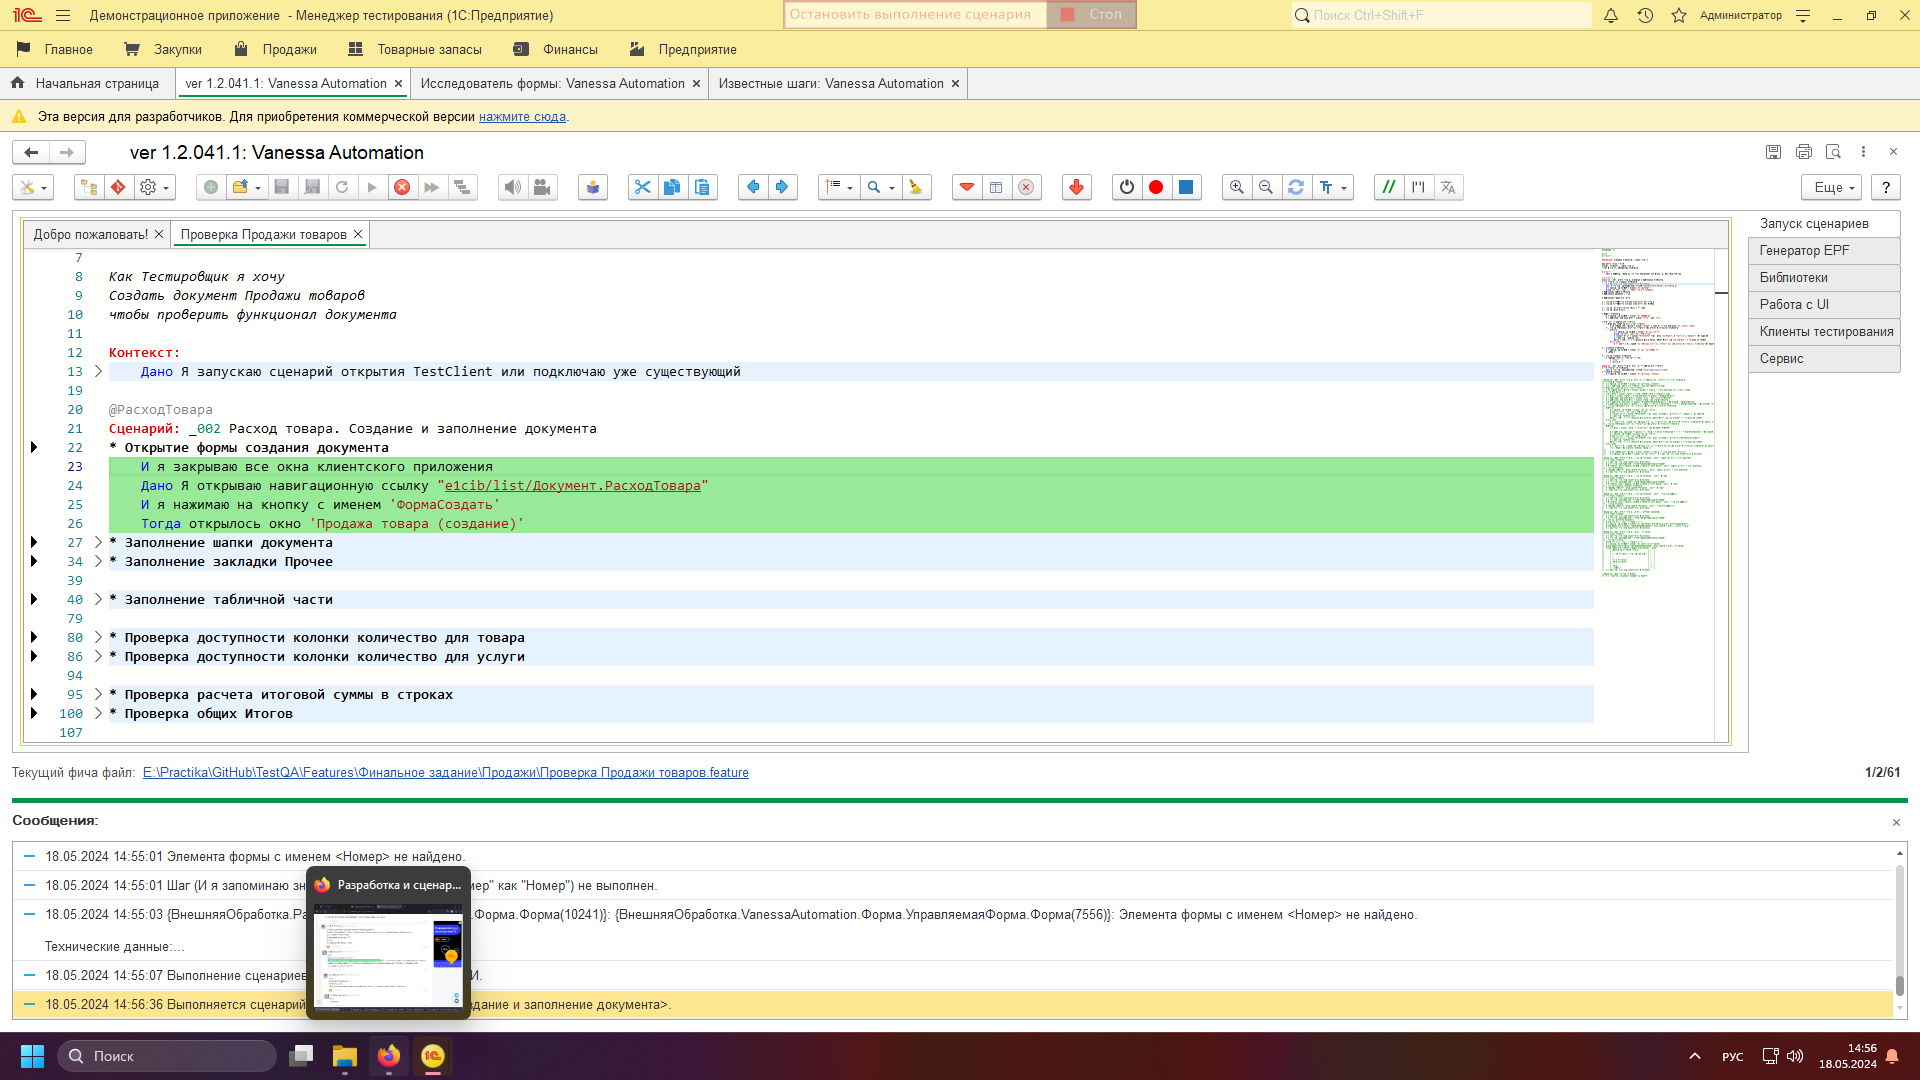 Демонстрационное приложение - Менеджер тестирования (1С:Предприятие)
Остановить выполнение сценария
Стоп
Поиск Ctrl+Shift+F
Администратор
Главное
Закупки
Продажи
Товарные запасы
Финансы
Предприятие
Начальная страница
ver 1.2.041.1: Vanessa Automation
Исследователь формы: Vanessa Automation
Известные шаги: Vanessa Automation
Эта версия для разработчиков. Для приобретения коммерческой версии нажмите сюда.
ver 1.2.041.1: Vanessa Automation
Еще
?
Добро пожаловать!
Проверка Продажи товаров
7
8 Как Тестировщик я хочу
9 Создать документ Продажи товаров
10 чтобы проверить функционал документа
11
12 Контекст:
13 Дано Я запускаю сценарий открытия TestClient или подключаю уже существующий
19
20 @РасходТовара
21 Сценарий: _002 Расход товара. Создание и заполнение документа
22 * Открытие формы создания документа
23 И я закрываю все окна клиентского приложения
24 Дано Я открываю навигационную ссылку "e1cib/list/Документ.РасходТовара"
25 И я нажимаю на кнопку с именем 'ФормаСоздать'
26 Тогда открылось окно 'Продажа товара (создание)'
27 * Заполнение шапки документа
34 * Заполнение закладки Прочее
39
40 * Заполнение табличной части
79
80 * Проверка доступности колонки количество для товара
86 * Проверка доступности колонки количество для услуги
94
95 * Проверка расчета итоговой суммы в строках
100 * Проверка общих Итогов
107
Запуск сценариев
Генератор EPF
Библиотеки
Работа с UI
Клиенты тестирования
Сервис
Текущий фича файл: E:\Practika\GitHub\TestQA\Features\Финальное задание\Продажи\Проверка Продажи товаров.feature
1/2/61
Сообщения:
18.05.2024 14:55:01 Элемента формы с именем <Номер> не найдено.
18.05.2024 14:55:01 Шаг (И я запоминаю зн мер" как "Номер") не выполнен.
18.05.2024 14:55:03 {ВнешняяОбработка.Ра .Форма.Форма(10241)}: {ВнешняяОбработка.VanessaAutomation.Форма.УправляемаяФорма.Форма(7556)}: Элемента формы с именем <Номер> не найдено.
Технические данные:...
18.05.2024 14:55:07 Выполнение сценариев И.
18.05.2024 14:56:36 Выполняется сценарий дание и заполнение документа>.
Разработка и сценар...
Поиск
РУС
14:56
18.05.2024